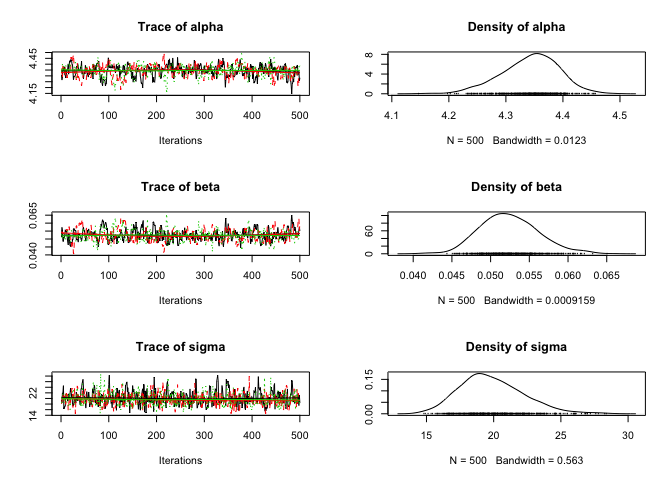 Trace of alpha
4.15 4.45
0 100 200 300 400 500
Iterations
Density of alpha
0 4 8
4.1 4.2 4.3 4.4 4.5
N = 500 Bandwidth = 0.0123
Trace of beta
0.040 0.065
0 100 200 300 400 500
Iterations
Density of beta
0 60
0.040 0.045 0.050 0.055 0.060 0.065
N = 500 Bandwidth = 0.0009159
Trace of sigma
14 22
0 100 200 300 400 500
Iterations
Density of sigma
0.00 0.15
15 20 25 30
N = 500 Bandwidth = 0.563